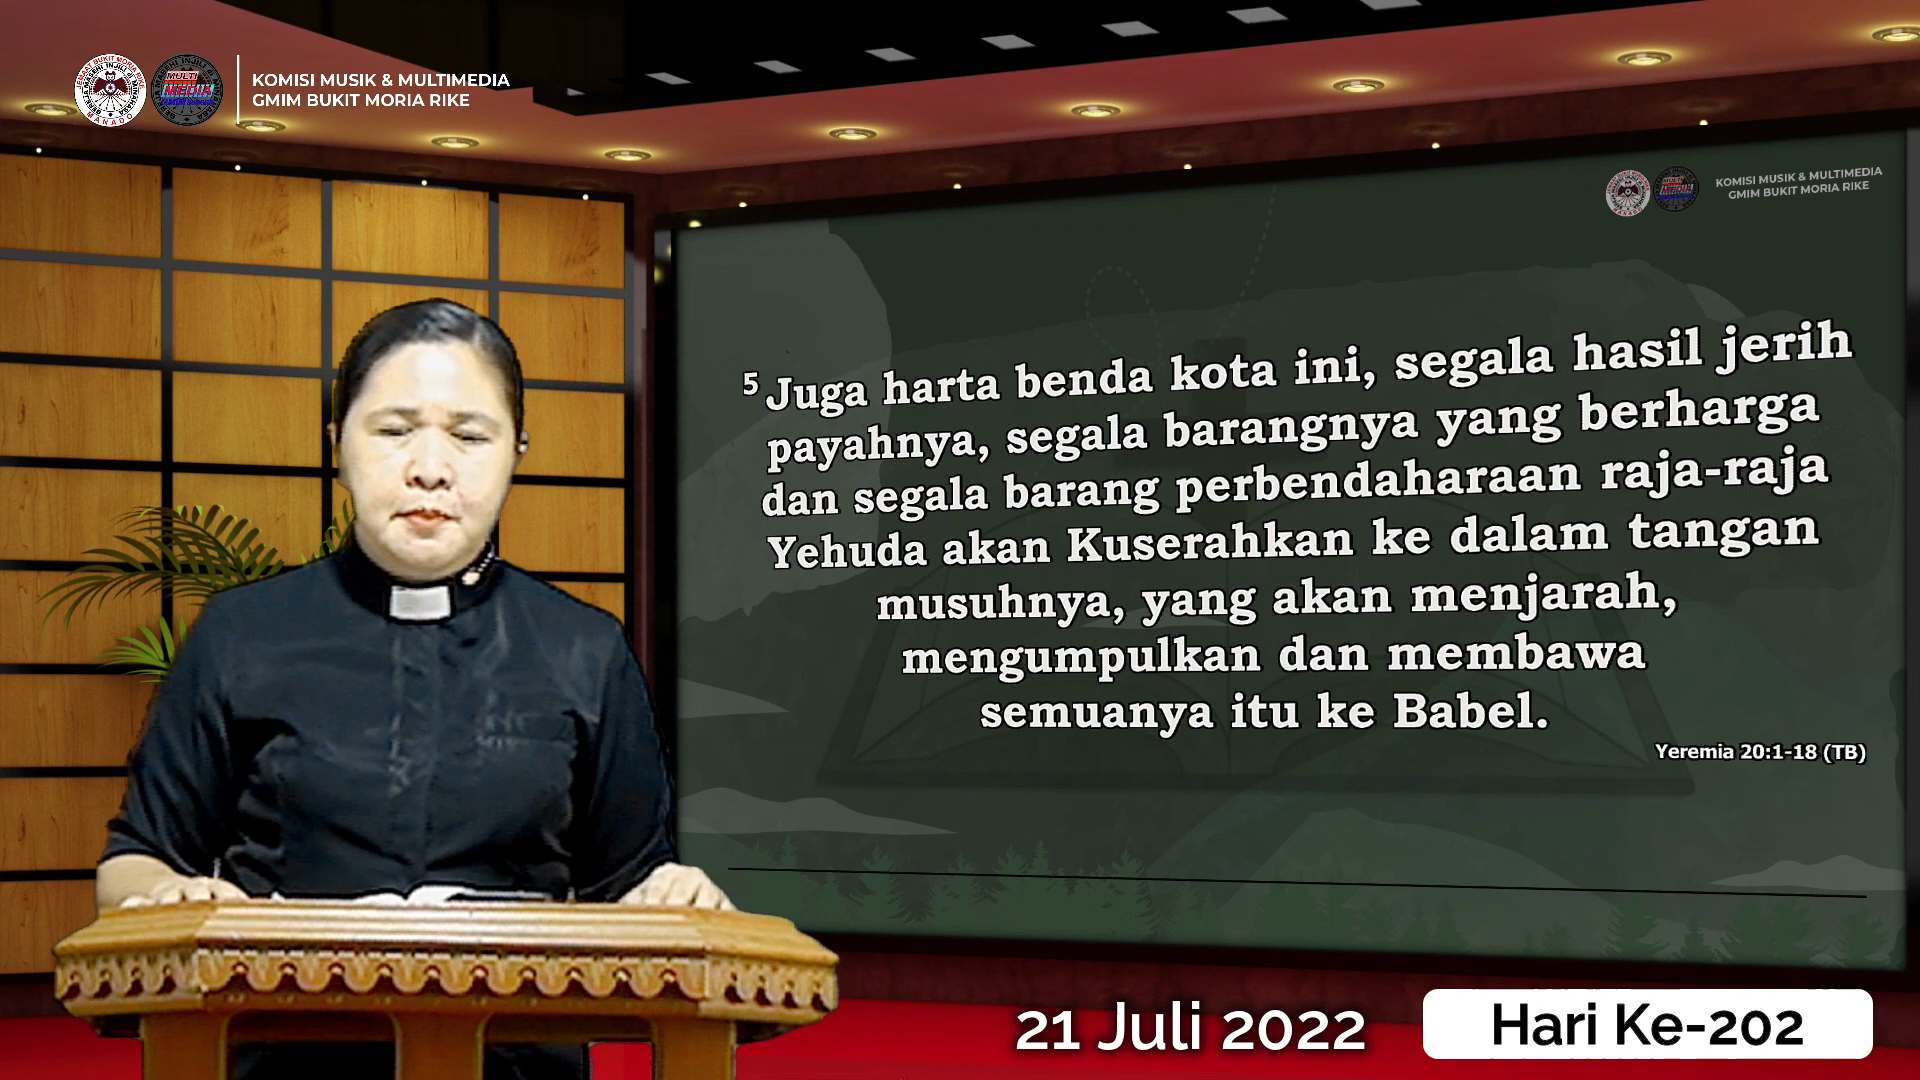 KOMISI MUSIK & MULTIMEDIA
GMIM BUKIT MORIA RIKE
MULTI
MEDIA
MANADO
KOMISI MUSIK & MULTIMEDIA
GMIM BUKIT MORIA RIKE
5 Juga harta benda kota ini, segala hasil jerih
payahnya, segala barangnya yang berharga
dan segala barang perbendaharaan raja-raja
Yehuda akan Kuserahkan ke dalam tangan
musuhnya, yang akan menjarah,
mengumpulkan dan membawa
semuanya itu ke Babel.
Yeremia 20:1-18 (TB)
21 Juli 2022
Hari Ke-202